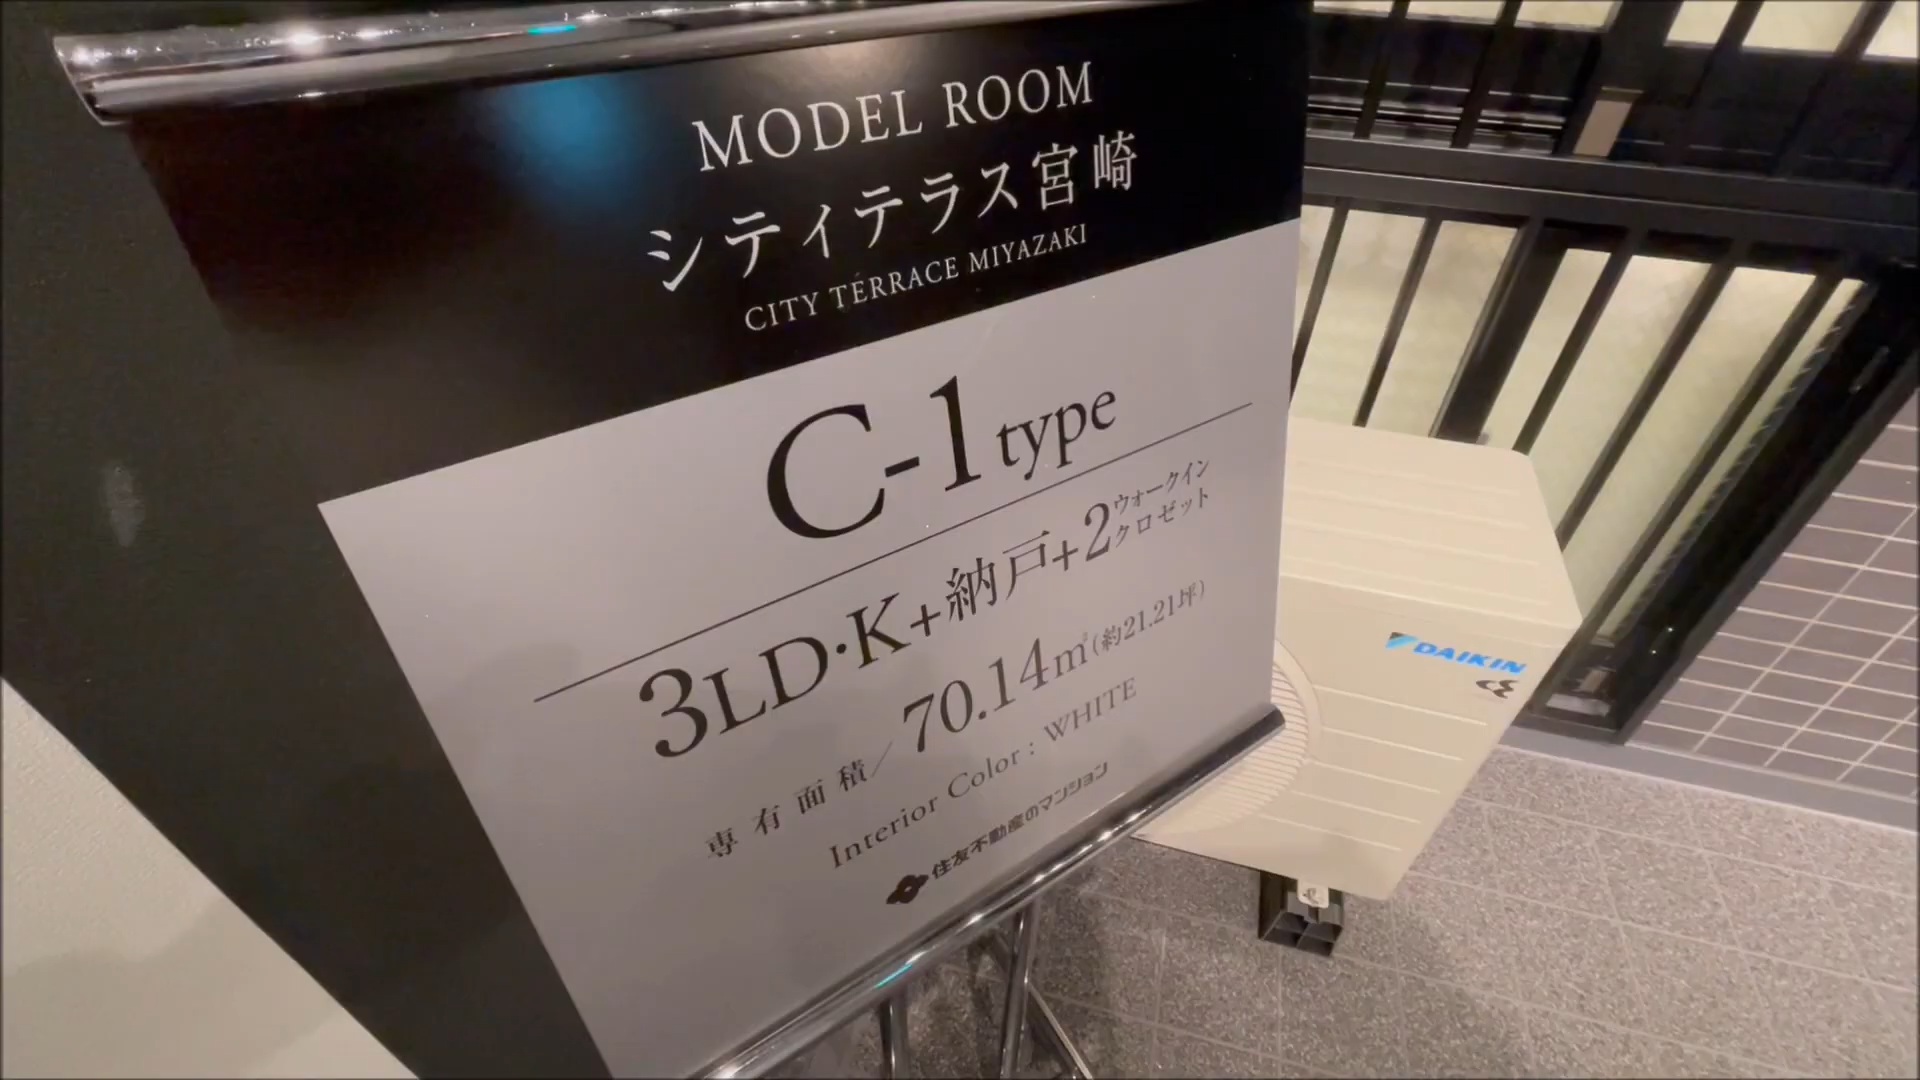 MODEL ROOM
シティテラス宮崎
CITY TERRACE MIYAZAKI
C-1 type
3LD・K+納戸+2ウォークインクロゼット
専有面積/70.14㎡(約21.21坪)
Interior Color : WHITE
住友不動産のマンション
DAIKIN